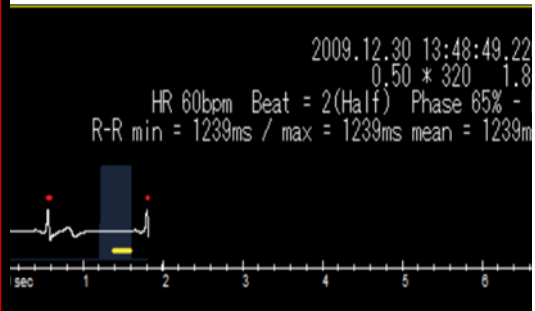 2009.12.30 13:48:49.22
0.50 * 320 1.8
HR 60bpm Beat = 2(Half) Phase 65% -
R-R min = 1239ms / max = 1239ms mean = 1239m
sec 1 2 3 4 5 6